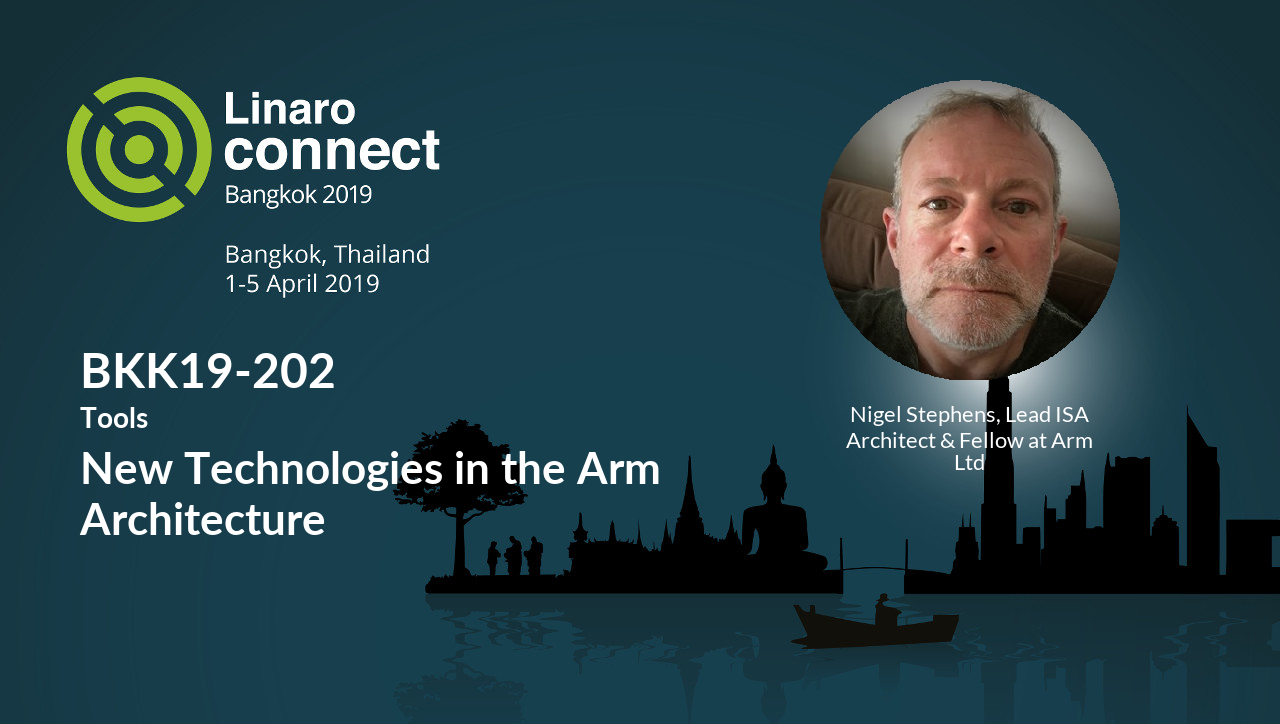 Linaro
connect
Bangkok 2019
Bangkok, Thailand
1-5 April 2019
BKK19-202
Tools
New Technologies in the Arm
Architecture
Nigel Stephens, Lead ISA
Architect & Fellow at Arm
Ltd